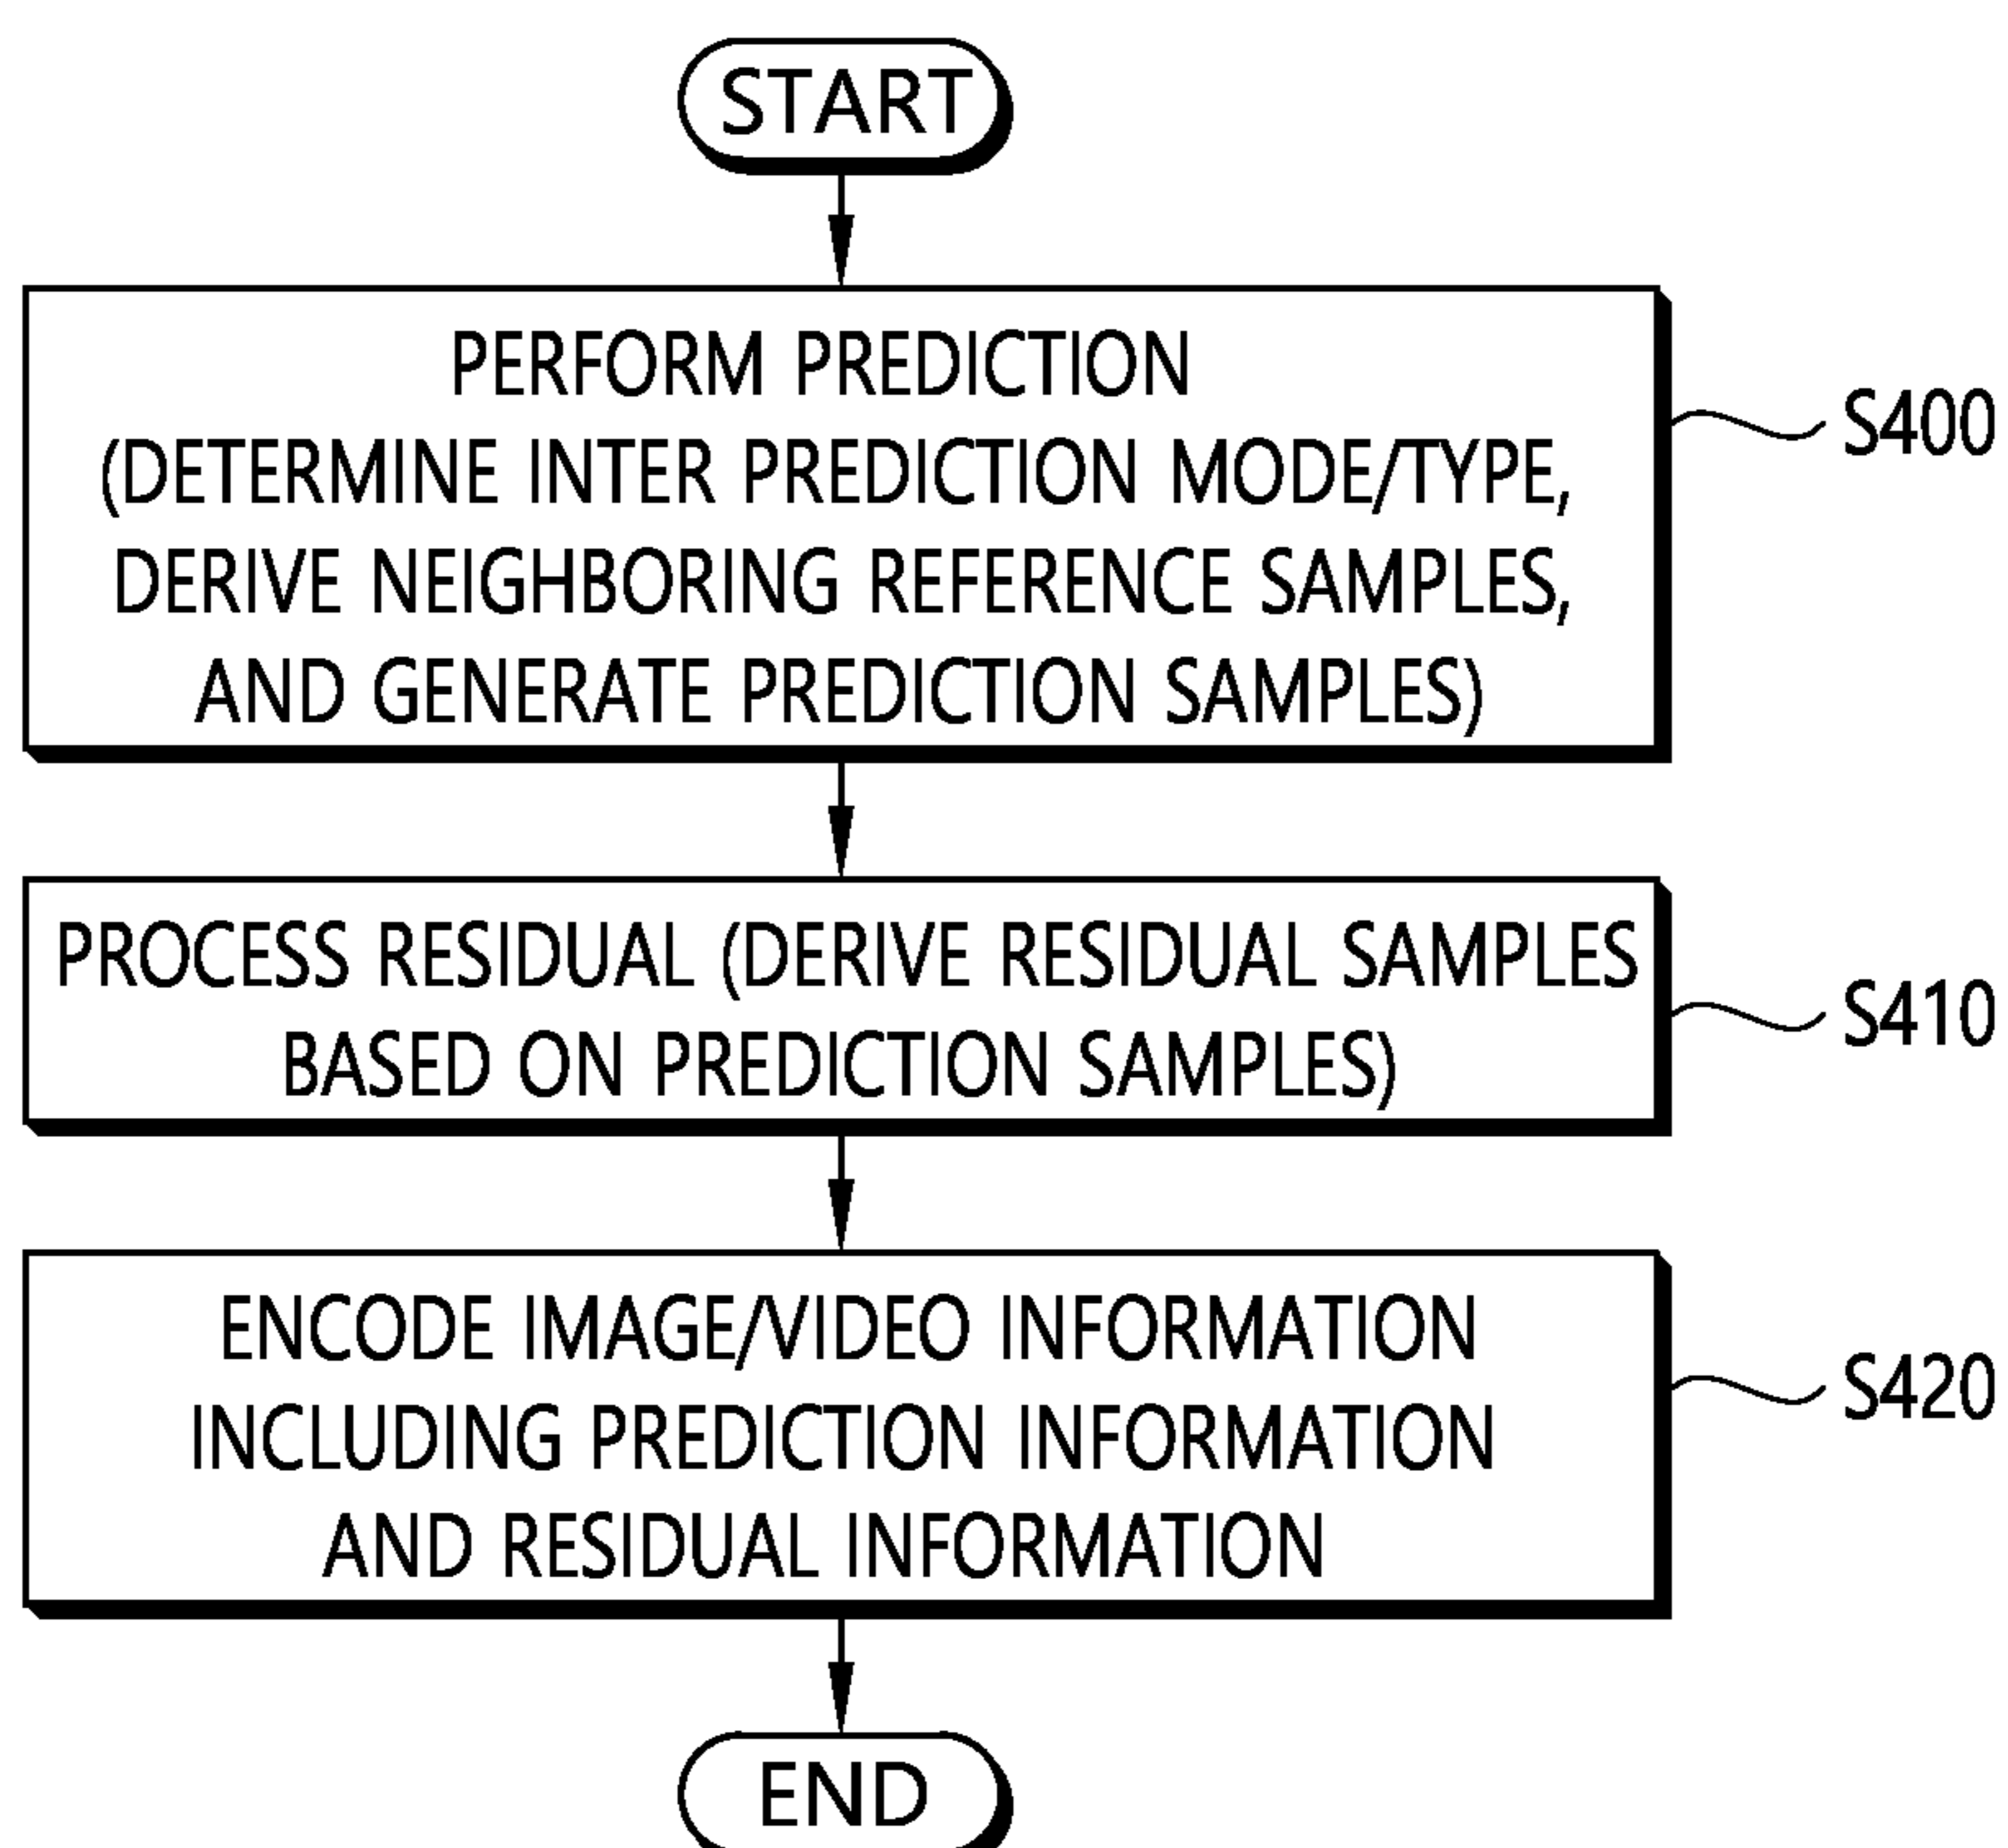 START
PERFORM PREDICTION
(DETERMINE INTER PREDICTION MODE/TYPE,
DERIVE NEIGHBORING REFERENCE SAMPLES,
AND GENERATE PREDICTION SAMPLES)
S400
PROCESS RESIDUAL (DERIVE RESIDUAL SAMPLES
BASED ON PREDICTION SAMPLES)
S410
ENCODE IMAGE/VIDEO INFORMATION
INCLUDING PREDICTION INFORMATION
AND RESIDUAL INFORMATION
S420
END